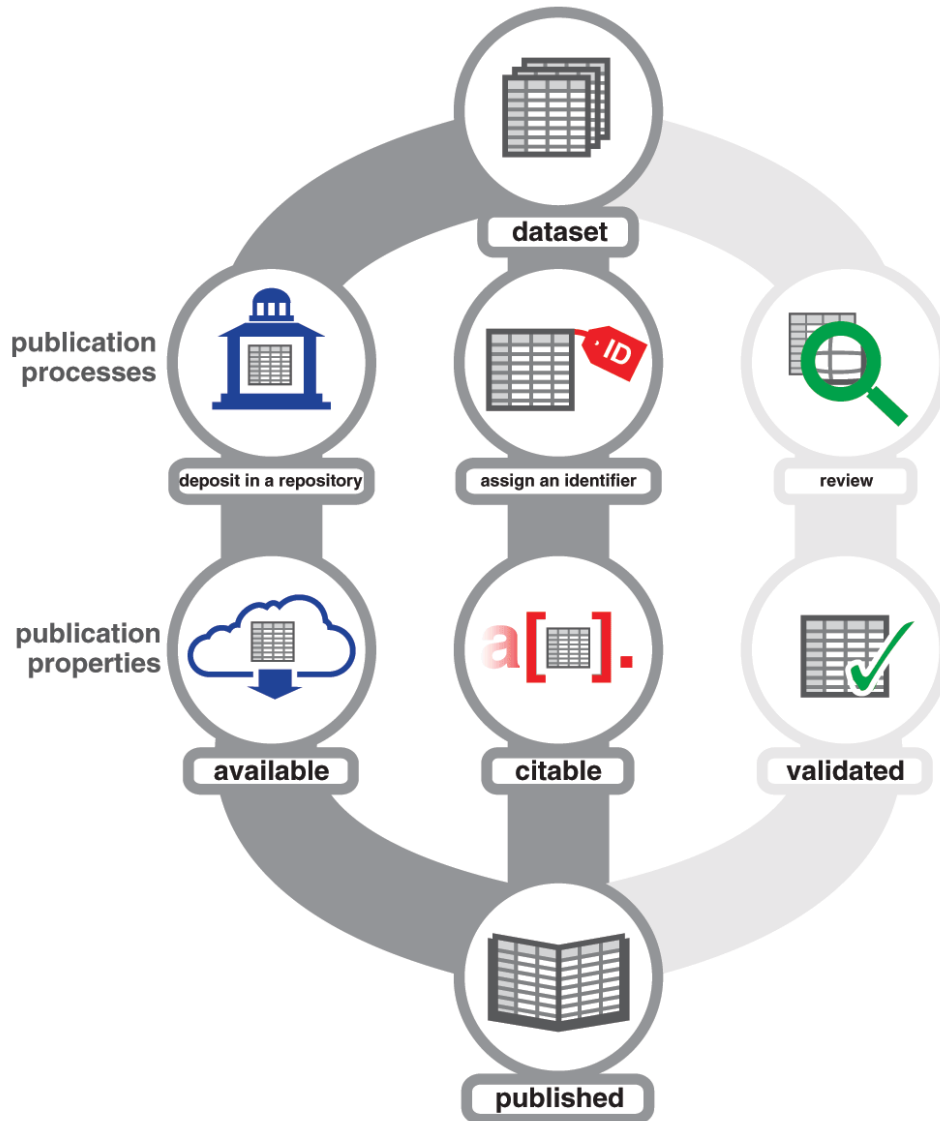 dataset
publication
processes
ID
deposit in a repository
assign an identifier
review
publication
properties
a[ ].
available
citable
validated
published